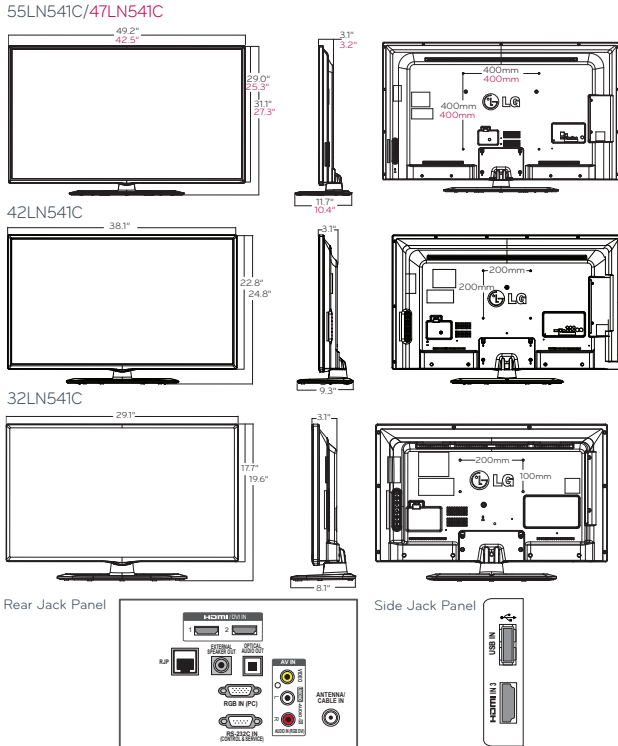 55LN541C/47LN541C
49.2"
42.5"
29.0"
25.3"
31.1"
27.3"
3.1"
3.2"
11.7"
10.4"
400mm
400mm
400mm
400mm
LG
42LN541C
38.1"
22.8"
24.8"
3.1"
9.3"
200mm
200mm
LG
32LN541C
29.1"
17.7"
19.6"
3.1"
8.1"
200mm
100mm
LG
Rear Jack Panel
HDMI /DVI IN
1 2
RJP
EXTERNAL
SPEAKER OUT
OPTICAL
AUDIO OUT
AV IN
VIDEO
L
MONO
AUDIO
R
AUDIO IN (RGB/DVI)
RGB IN (PC)
RS-232C IN
(CONTROL & SERVICE)
ANTENNA/
CABLE IN
Side Jack Panel
USB IN
HDMI IN 3